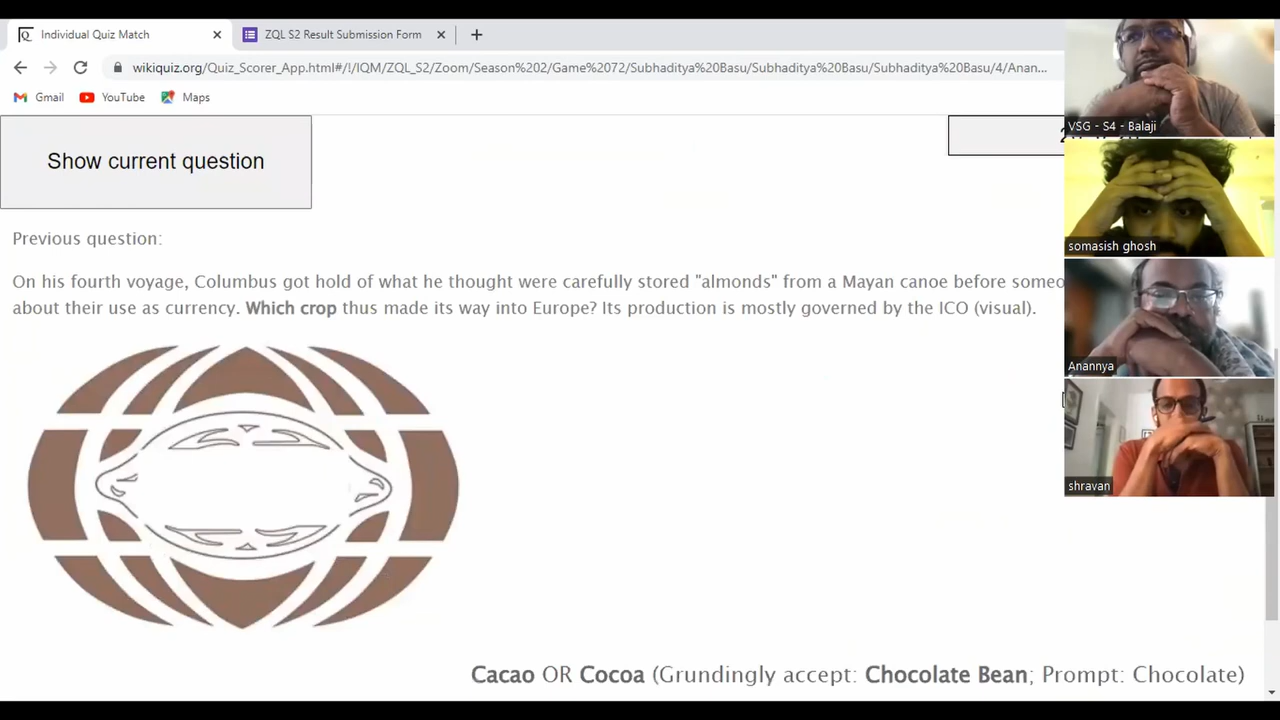 Individual Quiz Match
ZQL S2 Result Submission Form
wikiquiz.org/Quiz_Scorer_App.html#/I/IQM/ZQL_S2/Zoom/Season%202/Game%2072/Subhaditya%20Basu/Subhaditya%20Basu/Subhaditya%20Basu/4/Anan...
Gmail YouTube Maps
Show current question
Previous question:
On his fourth voyage, Columbus got hold of what he thought were carefully stored "almonds" from a Mayan canoe before someo
about their use as currency. Which crop thus made its way into Europe? Its production is mostly governed by the ICO (visual).
Cacao OR Cocoa (Grundingly accept: Chocolate Bean; Prompt: Chocolate)
VSG - S4 - Balaji
somasish ghosh
Anannya
shravan